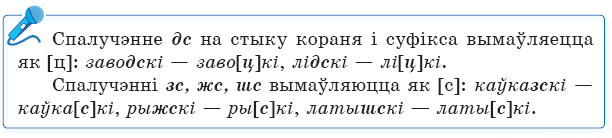 Спалучэнне дс на стыку кораня і суфікса вымаўляецца
як [ц]: заводскі — заво[ц]кі, лідскі — лі[ц]кі.
Спалучэнні зс, жс, шс вымаўляюцца як [с]: каўказскі —
каўка[с]кі, рыжскі — ры[с]кі, латышскі — латы[с]кі.